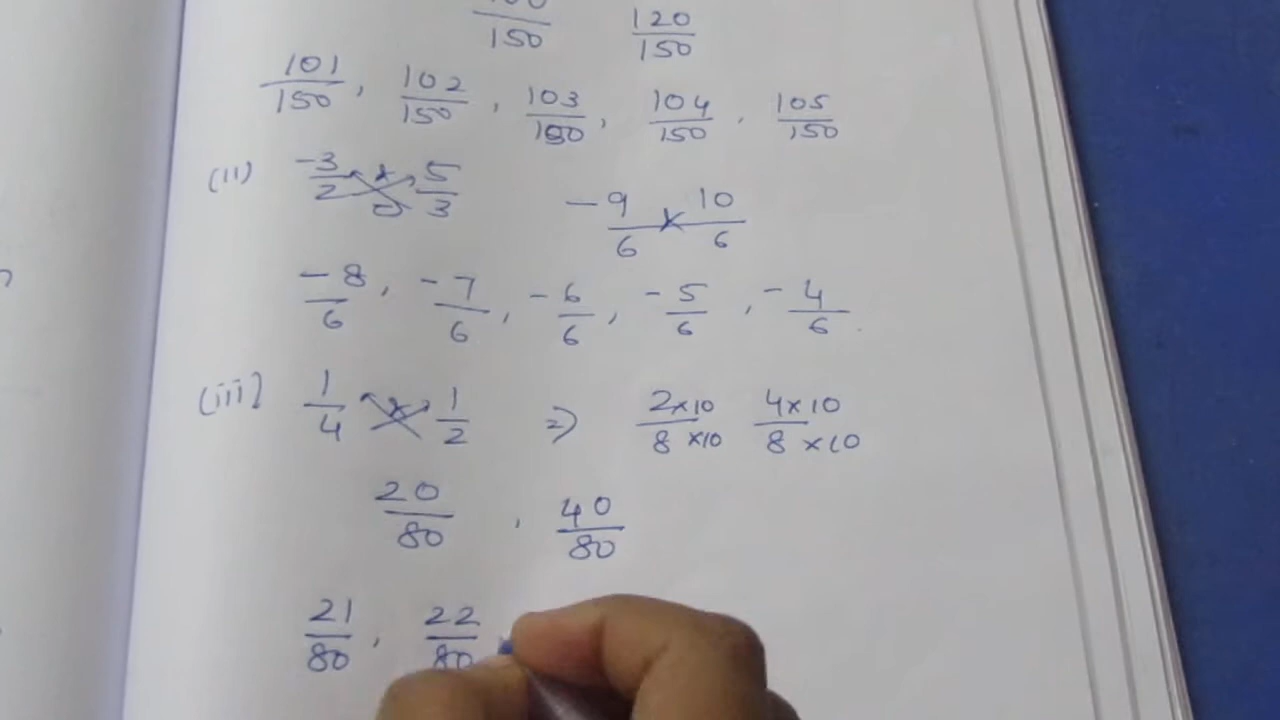 100/150 120/150
101/150, 102/150, 103/150, 104/150, 105/150
(ii) -3/2 × 5/3 -9/6 × 10/6
-8/6, -7/6, -6/6, -5/6, -4/6.
(iii) 1/4 × 1/2 ⇒ 2×10/8×10 4×10/8×10
20/80, 40/80
21/80, 22/80